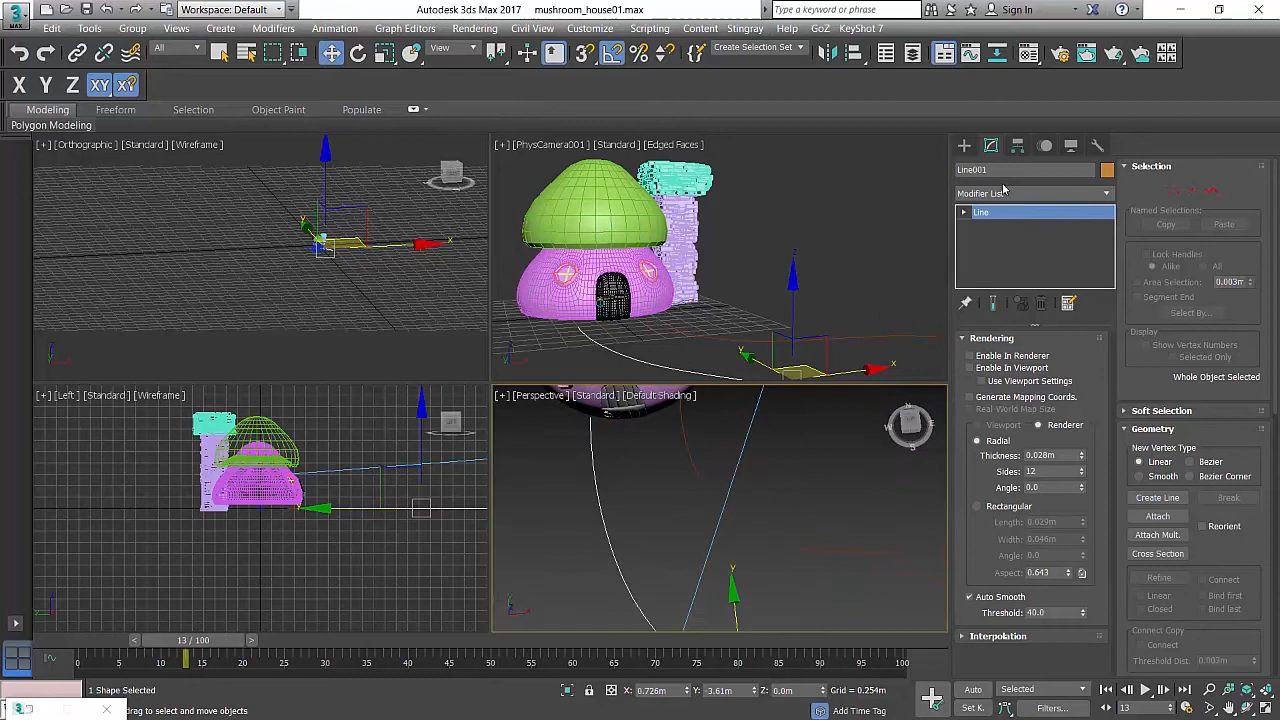 Workspace: Default
Autodesk 3ds Max 2017 mushroom_house01.max
Type a keyword or phrase
Sign In
MAX
Edit Tools Group Views Create Modifiers Animation Graph Editors Rendering Civil View Customize Scripting Content Help GoZ KeyShot 7
All
View
Create Selection Set
X Y Z XY XY
Modeling Freeform Selection Object Paint Populate
Polygon Modeling
[+] [Orthographic] [Standard] [Wireframe]
[+] [PhysCamera001] [Standard] [Edged Faces]
[+] [Left] [Standard] [Wireframe]
[+] [Perspective] [Standard] [Default Shading]
Line001
Modifier List
Line
Rendering
Enable In Renderer
Enable In Viewport
Use Viewport Settings
Generate Mapping Coords.
Real-World Map Size
Viewport Renderer
Radial
Thickness: 0.028m
Sides: 12
Angle: 0.0
Rectangular
Length: 0.029m
Width: 0.046m
Angle: 0.0
Aspect: 0.643
Auto Smooth
Threshold: 40.0
Interpolation
Selection
Named Selections:
Copy Paste
Lock Handles
Alike All
Area Selection: 0.003m
Segment End
Select By...
Display
Show Vertex Numbers
Selected Only
Whole Object Selected
Soft Selection
Geometry
New Vertex Type
Linear Bezier
Smooth Bezier Corner
Create Line Break
Attach Reorient
Attach Mult.
Cross Section
Refine Connect
Linear Bind first
Closed Bind last
Connect Copy
Connect
Threshold Dist. 0.003m
13 / 100
0 5 10 15 20 25 30 35 40 45 50 55 60 65 70 75 80 85 90 95 100
1 Shape Selected
X: 0.726m Y: -3.61m Z: 0.0m Grid = 0.254m
drag to select and move objects
Add Time Tag
Auto Selected
Set K. Filters...
13